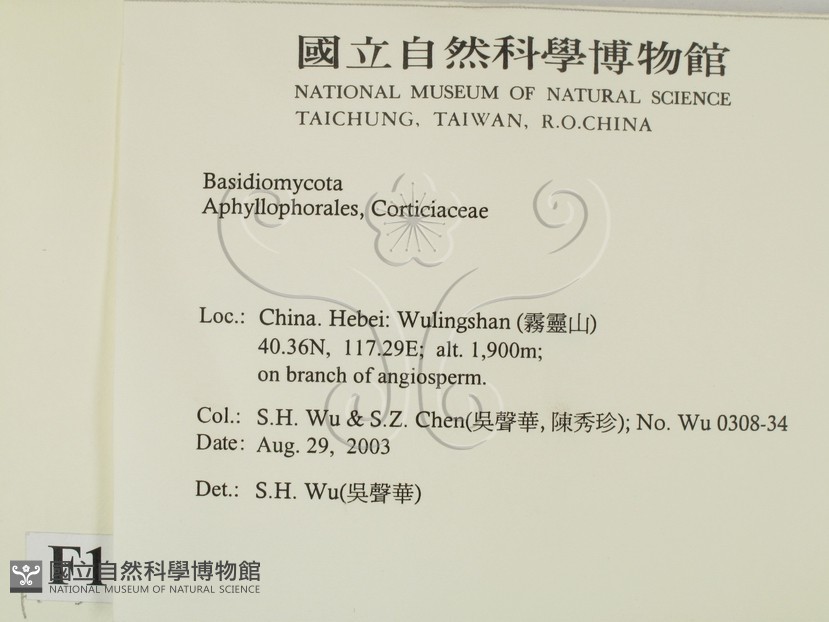 國立自然科學博物館
NATIONAL MUSEUM OF NATURAL SCIENCE
TAICHUNG, TAIWAN, R.O.CHINA
Basidiomycota
Aphyllophorales, Corticiaceae
Loc.: China. Hebei: Wulingshan (霧靈山)
40.36N, 117.29E; alt. 1,900m;
on branch of angiosperm.
Col.: S.H. Wu & S.Z. Chen(吳聲華, 陳秀珍); No. Wu 0308-34
Date: Aug. 29, 2003
Det.: S.H. Wu(吳聲華)
F1
國立自然科學博物館
NATIONAL MUSEUM OF NATURAL SCIENCE